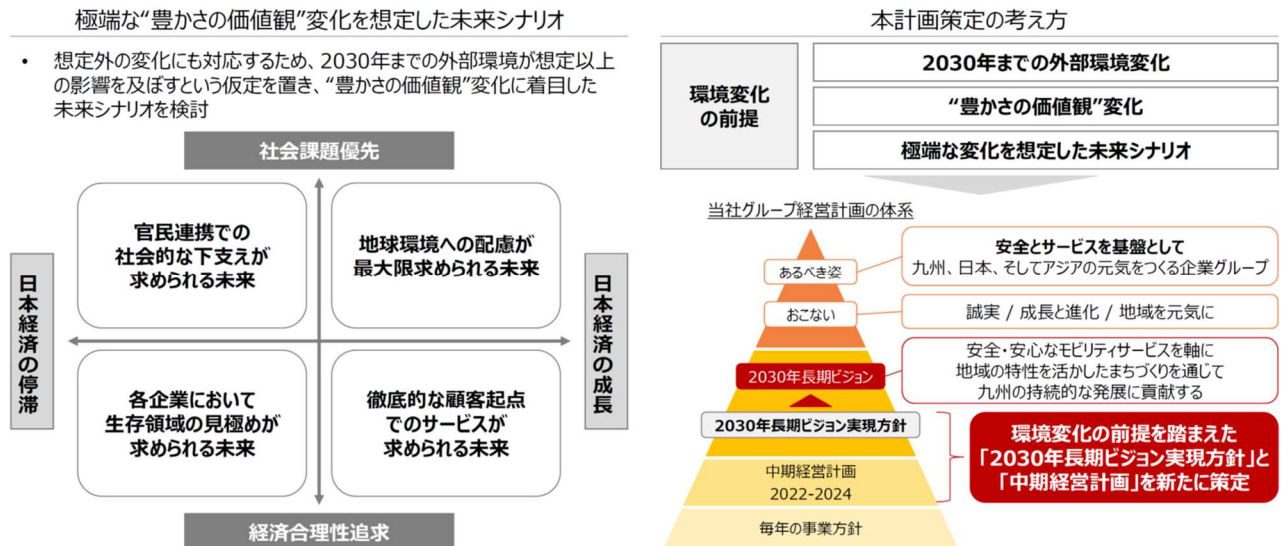 極端な“豊かさの価値観”変化を想定した未来シナリオ
• 想定外の変化にも対応するため、2030年までの外部環境が想定以上
の影響を及ぼすという仮定を置き、“豊かさの価値観”変化に着目した
未来シナリオを検討
社会課題優先
官民連携での
社会的な下支えが
求められる未来
地球環境への配慮が
最大限求められる未来
日本経済の停滞
日本経済の成長
各企業において
生存領域の見極めが
求められる未来
徹底的な顧客起点
でのサービスが
求められる未来
経済合理性追求
本計画策定の考え方
環境変化
の前提
2030年までの外部環境変化
“豊かさの価値観”変化
極端な変化を想定した未来シナリオ
当社グループ経営計画の体系
あるべき姿
安全とサービスを基盤として
九州、日本、そしてアジアの元気をつくる企業グループ
おこない
誠実 / 成長と進化 / 地域を元気に
2030年長期ビジョン
安全・安心なモビリティサービスを軸に
地域の特性を活かしたまちづくりを通じて
九州の持続的な発展に貢献する
2030年長期ビジョン実現方針
中期経営計画
2022-2024
環境変化の前提を踏まえた
「2030年長期ビジョン実現方針」と
「中期経営計画」を新たに策定
毎年の事業方針